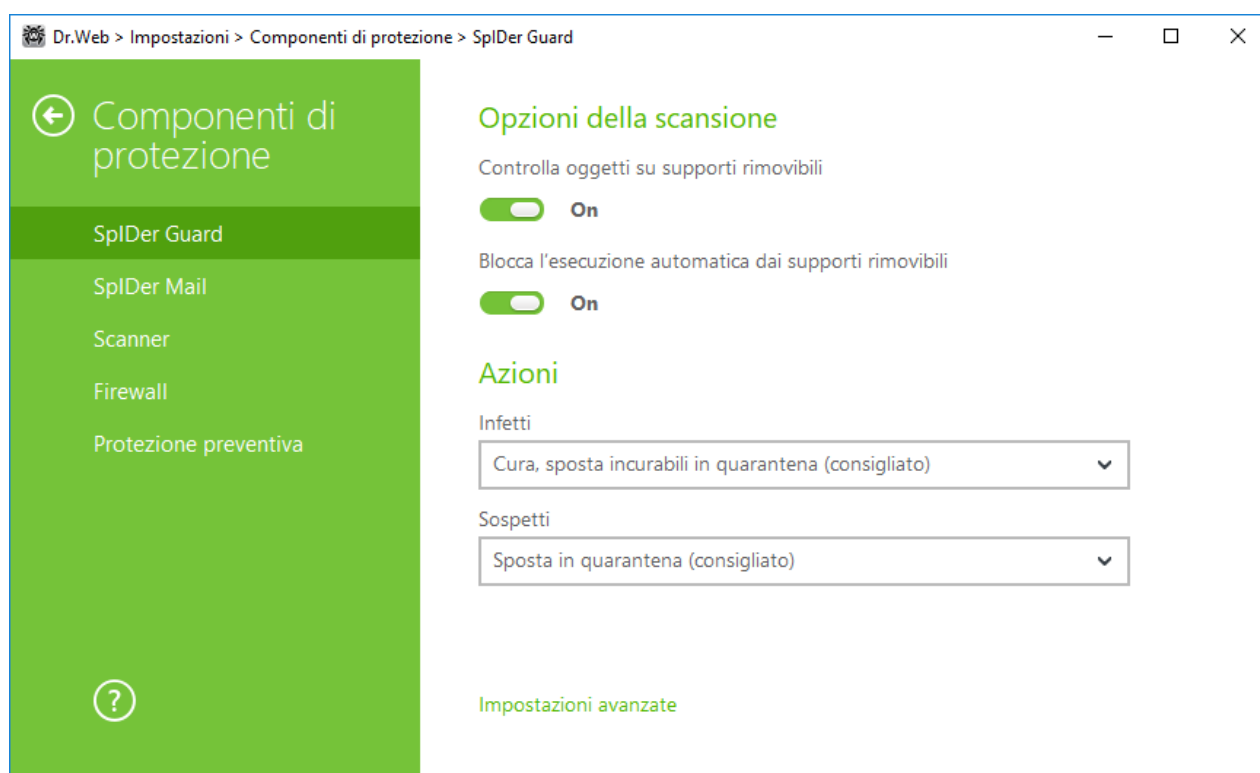 Dr.Web > Impostazioni > Componenti di protezione > SpIDer Guard
Componenti di
protezione
SpIDer Guard
SpIDer Mail
Scanner
Firewall
Protezione preventiva
?
Opzioni della scansione
Controlla oggetti su supporti rimovibili
On
Blocca l'esecuzione automatica dai supporti rimovibili
On
Azioni
Infetti
Cura, sposta incurabili in quarantena (consigliato)
Sospetti
Sposta in quarantena (consigliato)
Impostazioni avanzate